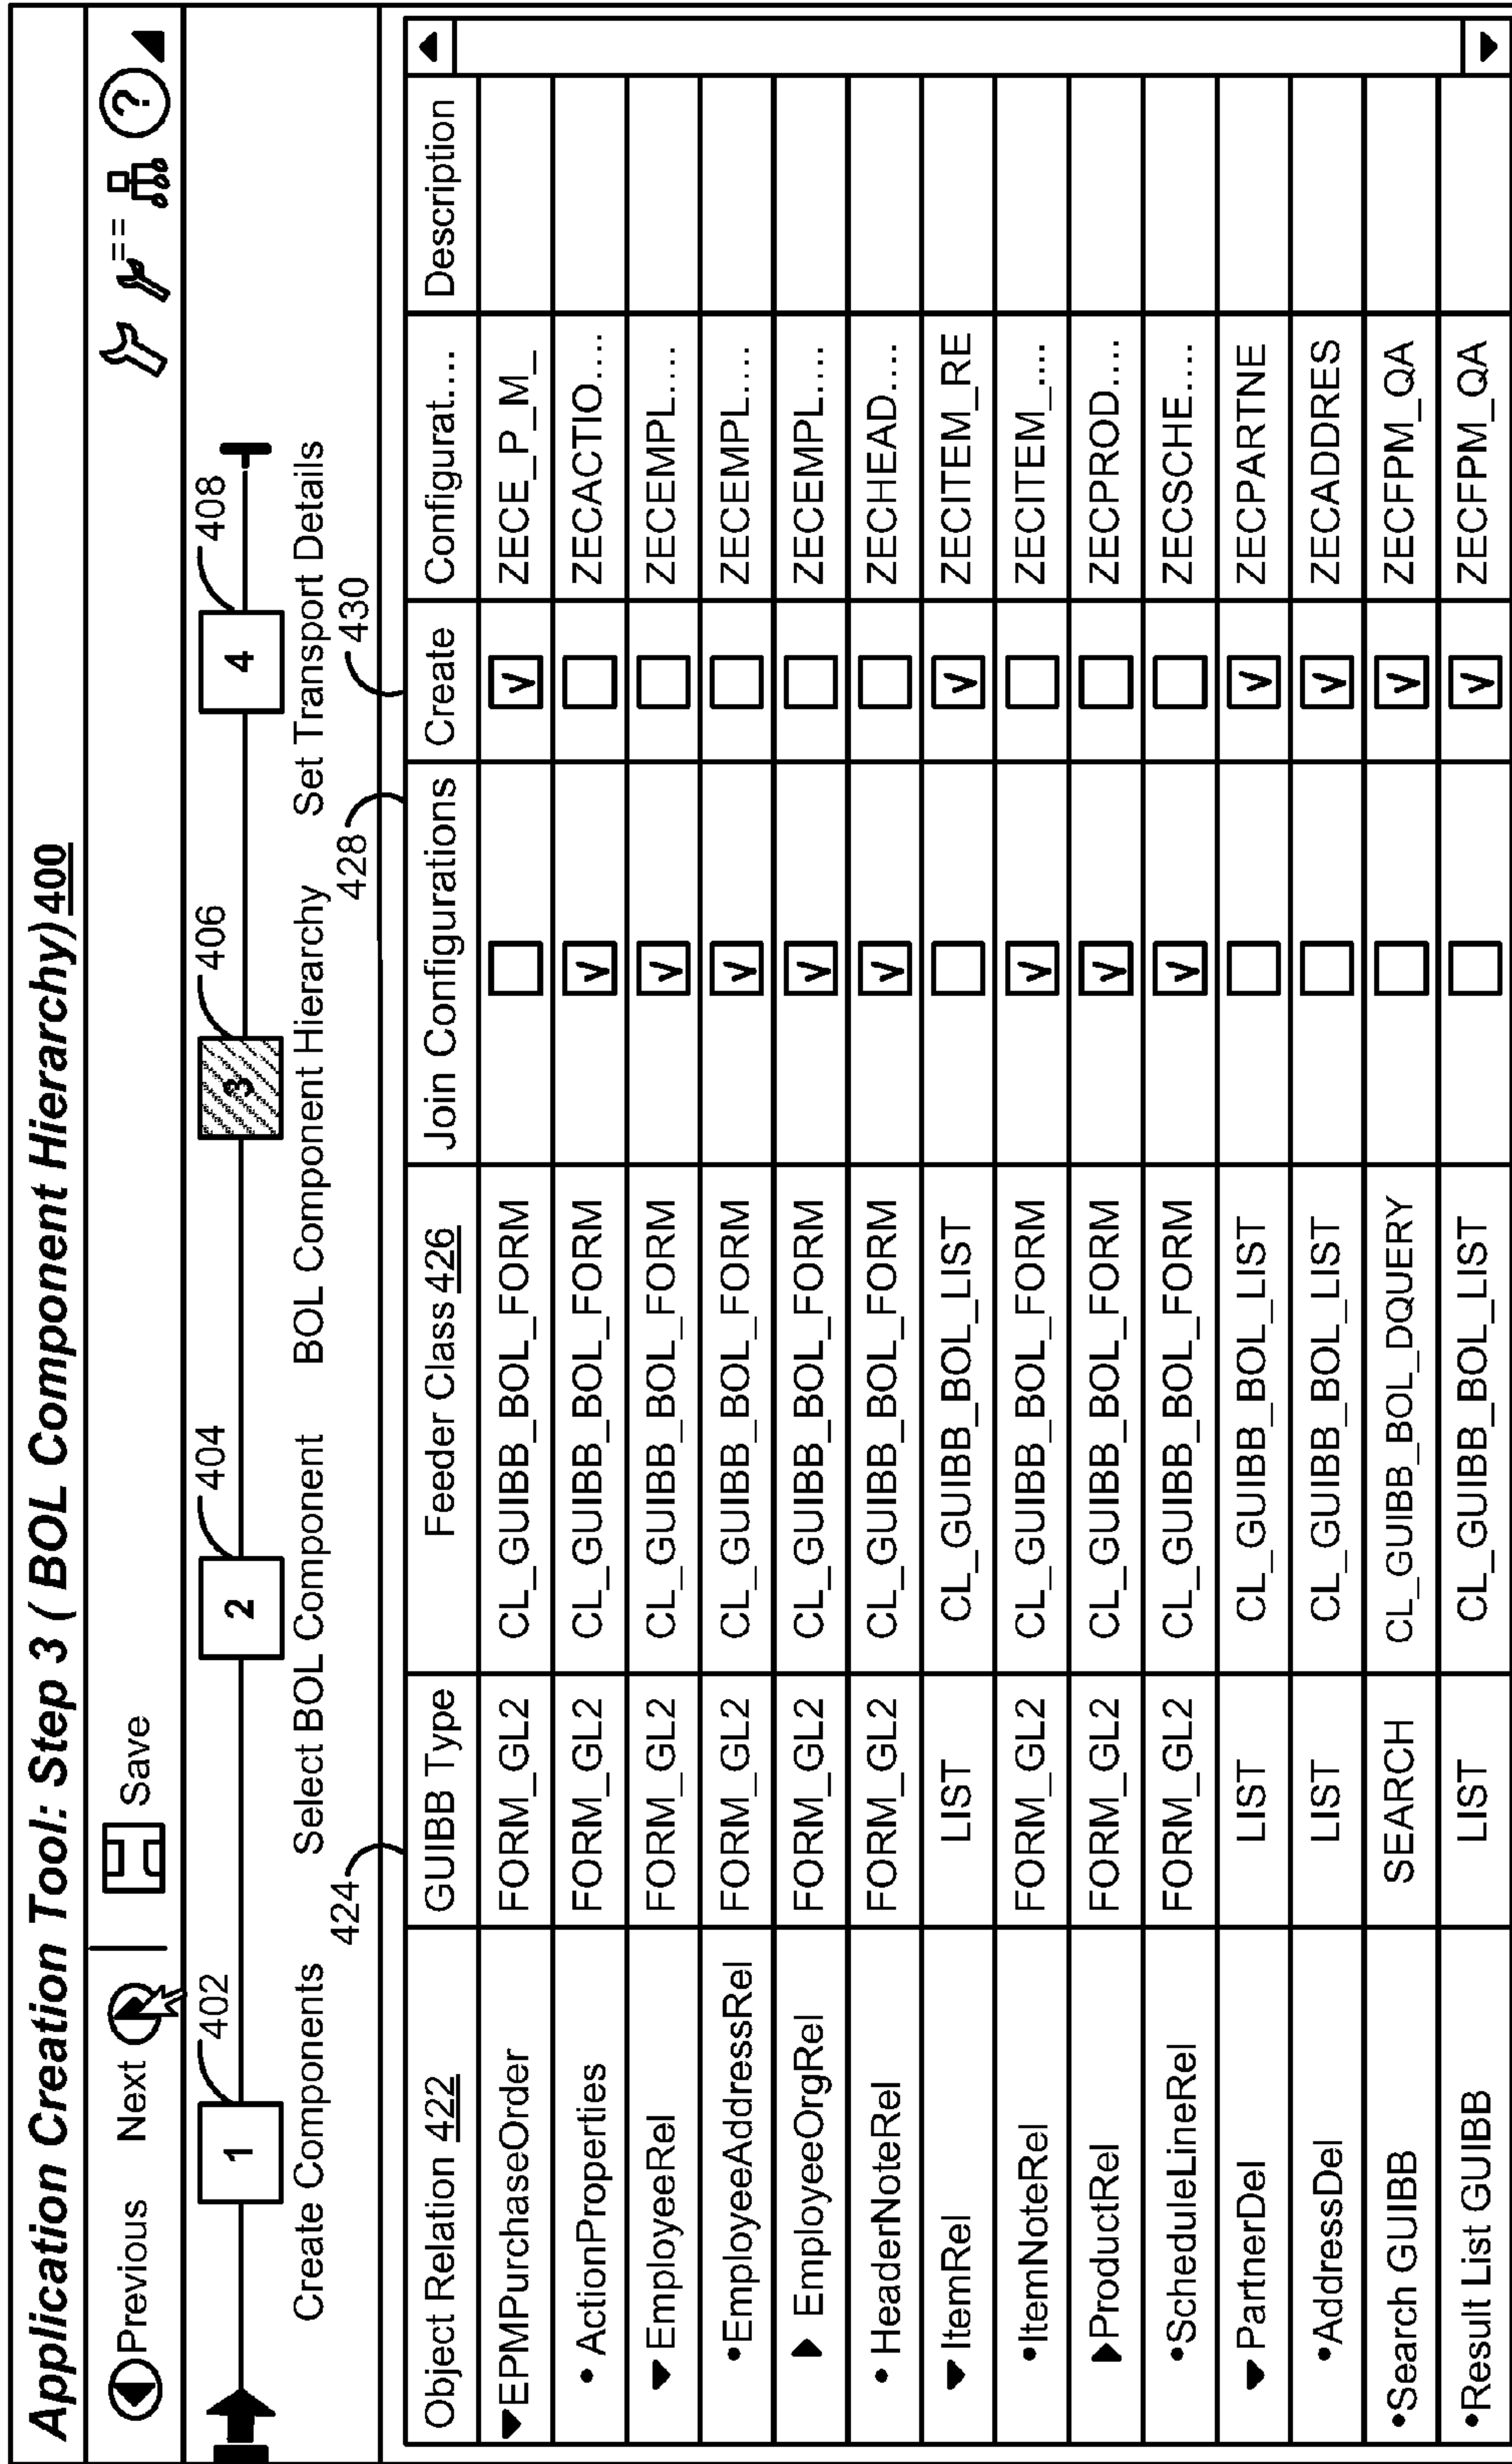 Application Creation Tool: Step 3 ( BOL Component Hierarchy) 400
Previous Next Save ?
402 404 406 408
1 2 3 4
Create Components Select BOL Component BOL Component Hierarchy Set Transport Details
424 428 430
Object Relation 422 GUIBB Type Feeder Class 426 Join Configurations Create Configurat.... Description
EPMPurchaseOrder FORM_GL2 CL_GUIBB_BOL_FORM v ZECE_P_M_
• ActionProperties FORM_GL2 CL_GUIBB_BOL_FORM v ZECACTIO....
EmployeeRel FORM_GL2 CL_GUIBB_BOL_FORM v ZECEMPL.....
•EmployeeAddressRel FORM_GL2 CL_GUIBB_BOL_FORM v ZECEMPL....
EmployeeOrgRel FORM_GL2 CL_GUIBB_BOL_FORM v ZECEMPL.....
• HeaderNoteRel FORM_GL2 CL_GUIBB_BOL_FORM v ZECHEAD....
ItemRel LIST CL_GUIBB_BOL_LIST v ZECITEM_RE
•ItemNoteRel FORM_GL2 CL_GUIBB_BOL_FORM v ZECITEM_....
ProductRel FORM_GL2 CL_GUIBB_BOL_FORM v ZECPROD....
•ScheduleLineRel FORM_GL2 CL_GUIBB_BOL_FORM v ZECSCHE....
PartnerDel LIST CL_GUIBB_BOL_LIST v ZECPARTNE
•AddressDel LIST CL_GUIBB_BOL_LIST v ZECADDRES
•Search GUIBB SEARCH CL_GUIBB_BOL_DQUERY v ZECFPM_QA
•Result List GUIBB LIST CL_GUIBB_BOL_LIST v ZECFPM_QA